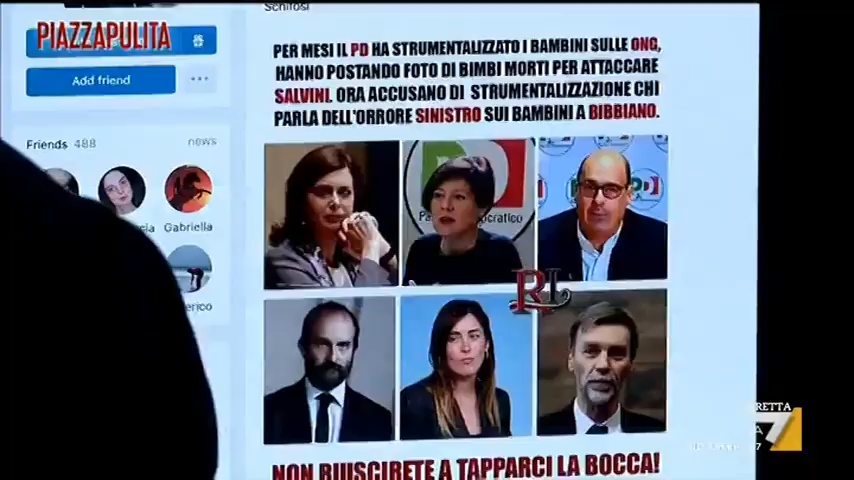 Schifosi
PIAZZAPULITA
PER MESI IL PD HA STRUMENTALIZZATO I BAMBINI SULLE ONG,
HANNO POSTANDO FOTO DI BIMBI MORTI PER ATTACCARE
SALVINI. ORA ACCUSANO DI STRUMENTALIZZAZIONE CHI
PARLA DELL'ORRORE SINISTRO SUI BAMBINI A BIBBIANO.
Add friend
Friends 488
news
Gabriella
RL
NON RIUSCIRETE A TAPPARCI LA BOCCA!
RETTA
7